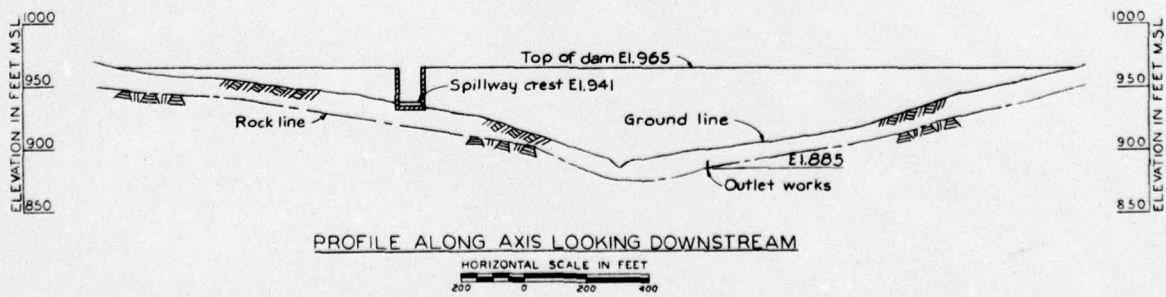 1000
950
900
850
ELEVATION IN FEET M.S.L.
Top of dam El.965
Spillway crest El.941
Rock line
Ground line
El.885
Outlet works
1000
950
900
850
ELEVATION IN FEET M.S.L.
PROFILE ALONG AXIS LOOKING DOWNSTREAM
HORIZONTAL SCALE IN FEET
200 0 200 400